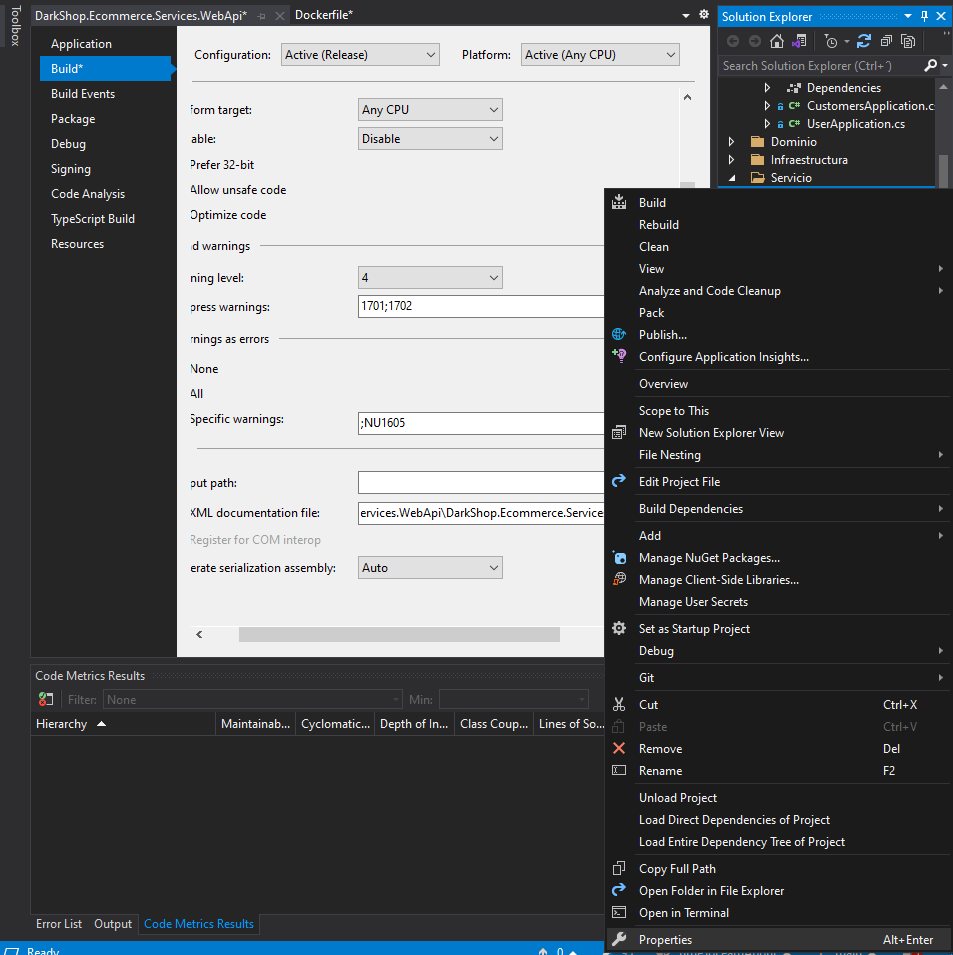 Toolbox
DarkShop.Ecommerce.Services.WebApi*
Dockerfile*
Application
Build*
Build Events
Package
Debug
Signing
Code Analysis
TypeScript Build
Resources
Configuration: Active (Release) Platform: Active (Any CPU)
form target: Any CPU
able: Disable
Prefer 32-bit
Allow unsafe code
Optimize code
d warnings
ning level: 4
press warnings: 1701;1702
rnings as errors
None
All
Specific warnings: ;NU1605
put path:
XML documentation file: ervices.WebApi\DarkShop.Ecommerce.Service
Register for COM interop
erate serialization assembly: Auto
Code Metrics Results
Filter: None Min:
Hierarchy Maintainab... Cyclomatic... Depth of In... Class Coup... Lines of So...
Error List Output Code Metrics Results
Ready
0
Solution Explorer
Search Solution Explorer (Ctrl+´)
Dependencies
C# CustomersApplication.c
C# UserApplication.cs
Dominio
Infraestructura
Servicio
Build
Rebuild
Clean
View
Analyze and Code Cleanup
Pack
Publish...
Configure Application Insights...
Overview
Scope to This
New Solution Explorer View
File Nesting
Edit Project File
Build Dependencies
Add
Manage NuGet Packages...
Manage Client-Side Libraries...
Manage User Secrets
Set as Startup Project
Debug
Git
Cut Ctrl+X
Paste Ctrl+V
Remove Del
Rename F2
Unload Project
Load Direct Dependencies of Project
Load Entire Dependency Tree of Project
Copy Full Path
Open Folder in File Explorer
Open in Terminal
Properties Alt+Enter